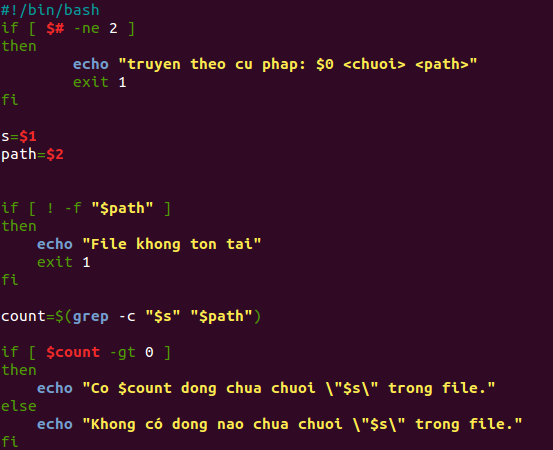 #!/bin/bash
if [ $# -ne 2 ]
then
        echo "truyen theo cu phap: $0 <chuoi> <path>"
        exit 1
fi

s=$1
path=$2


if [ ! -f "$path" ]
then
    echo "File khong ton tai"
    exit 1
fi

count=$(grep -c "$s" "$path")

if [ $count -gt 0 ]
then
    echo "Co $count dong chua chuoi \"$s\" trong file."
else
    echo "Khong có dong nao chua chuoi \"$s\" trong file."
fi